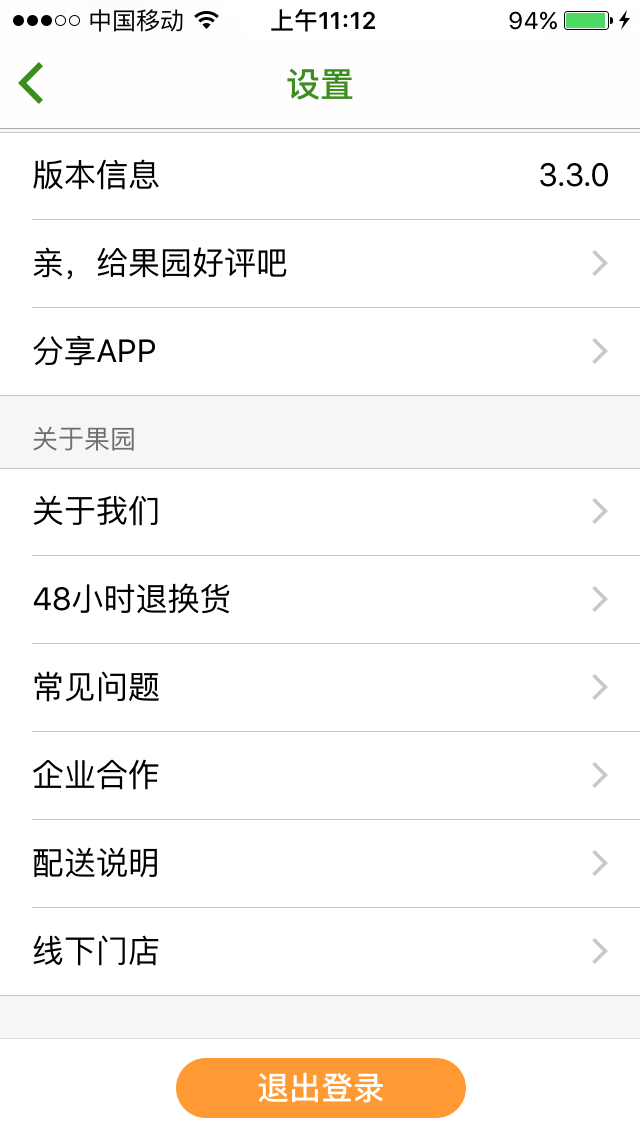 中国移动 上午11:12 94%
设置
版本信息 3.3.0
亲，给果园好评吧
分享APP
关于果园
关于我们
48小时退换货
常见问题
企业合作
配送说明
线下门店
退出登录